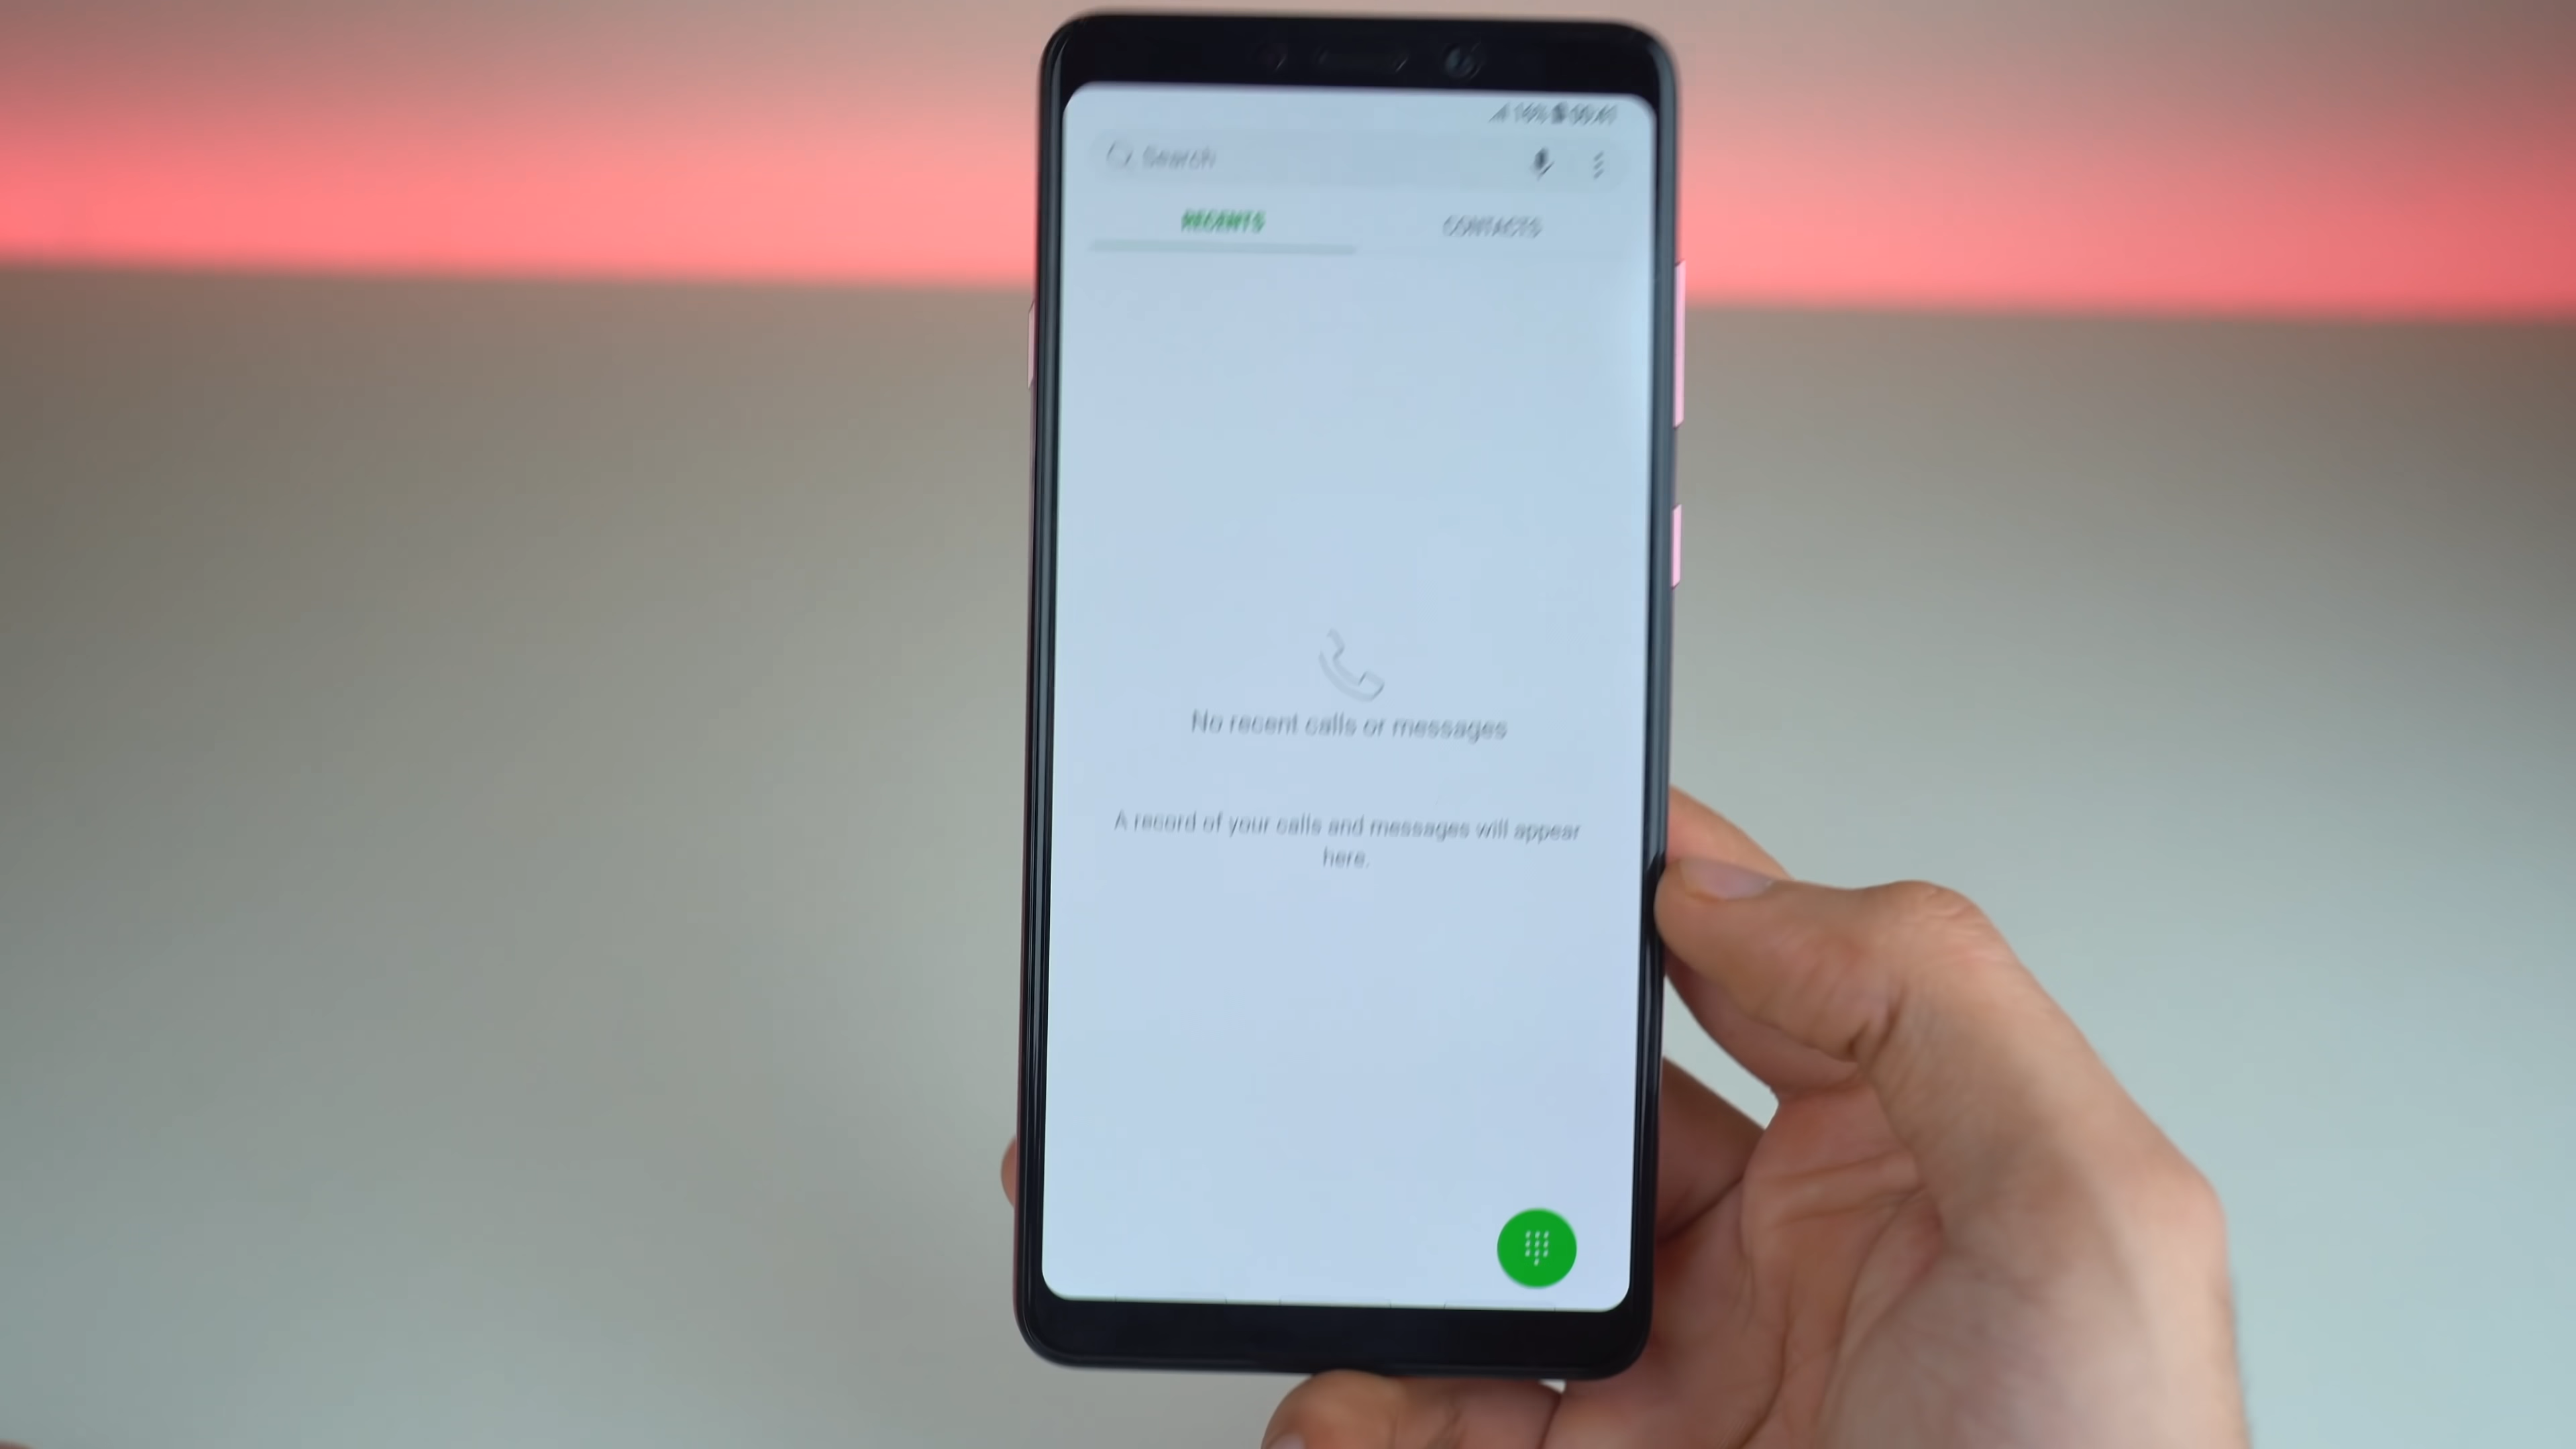 Search
RECENTS
CONTACTS
No recent calls or messages
A record of your calls and messages will appear
here.